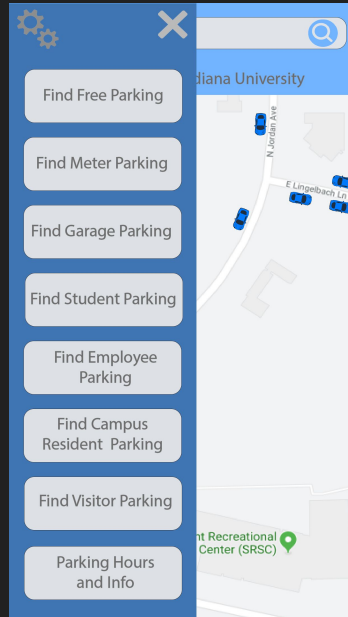 Find Free Parking
Find Meter Parking
Find Garage Parking
Find Student Parking
Find Employee
Parking
Find Campus
Resident Parking
Find Visitor Parking
Parking Hours
and Info
diana University
N Jordan Ave
E Lingelbach Ln
nt Recreational
Center (SRSC)